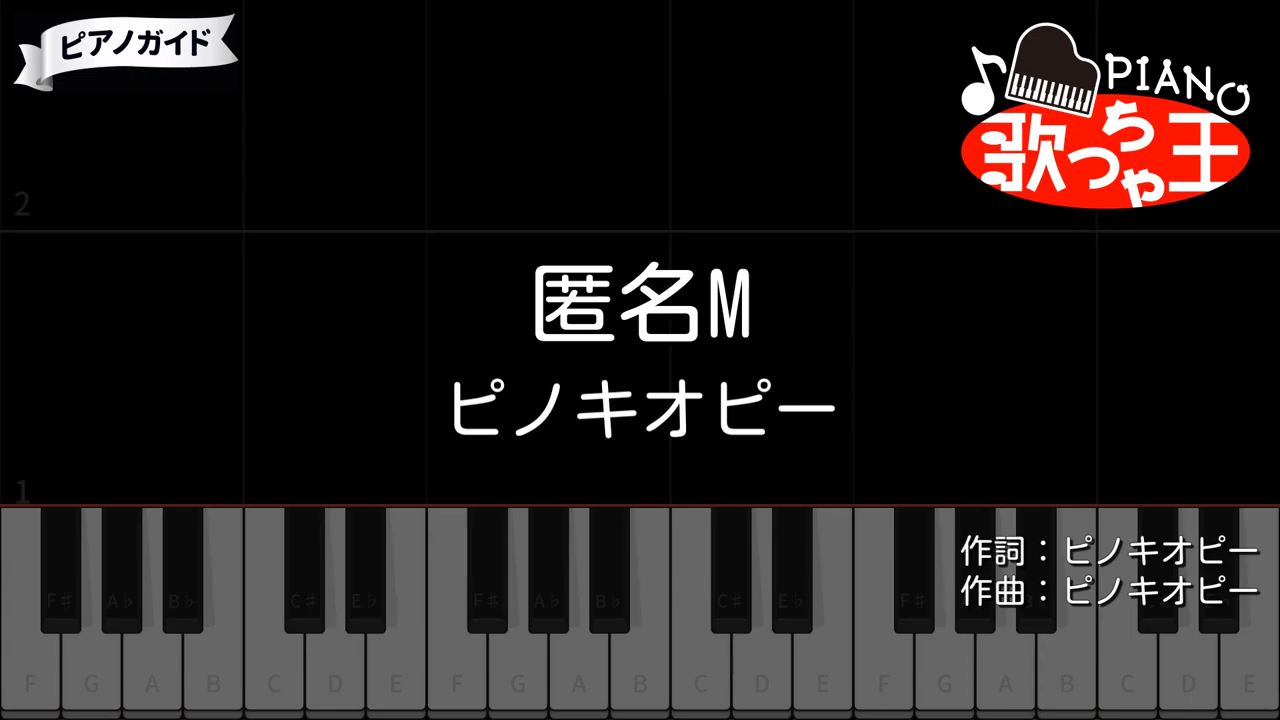 ピアノガイド
PIANO
歌っちゃ王
2
匿名M
ピノキオピー
1
作詞：ピノキオピー
作曲：ピノキオピー
F♯ A♭ B♭ C♯ E♭ F♯ A♭ B♭ C♯ E♭ F♯
F G A B C D E F G A B C D E F G A B C D E